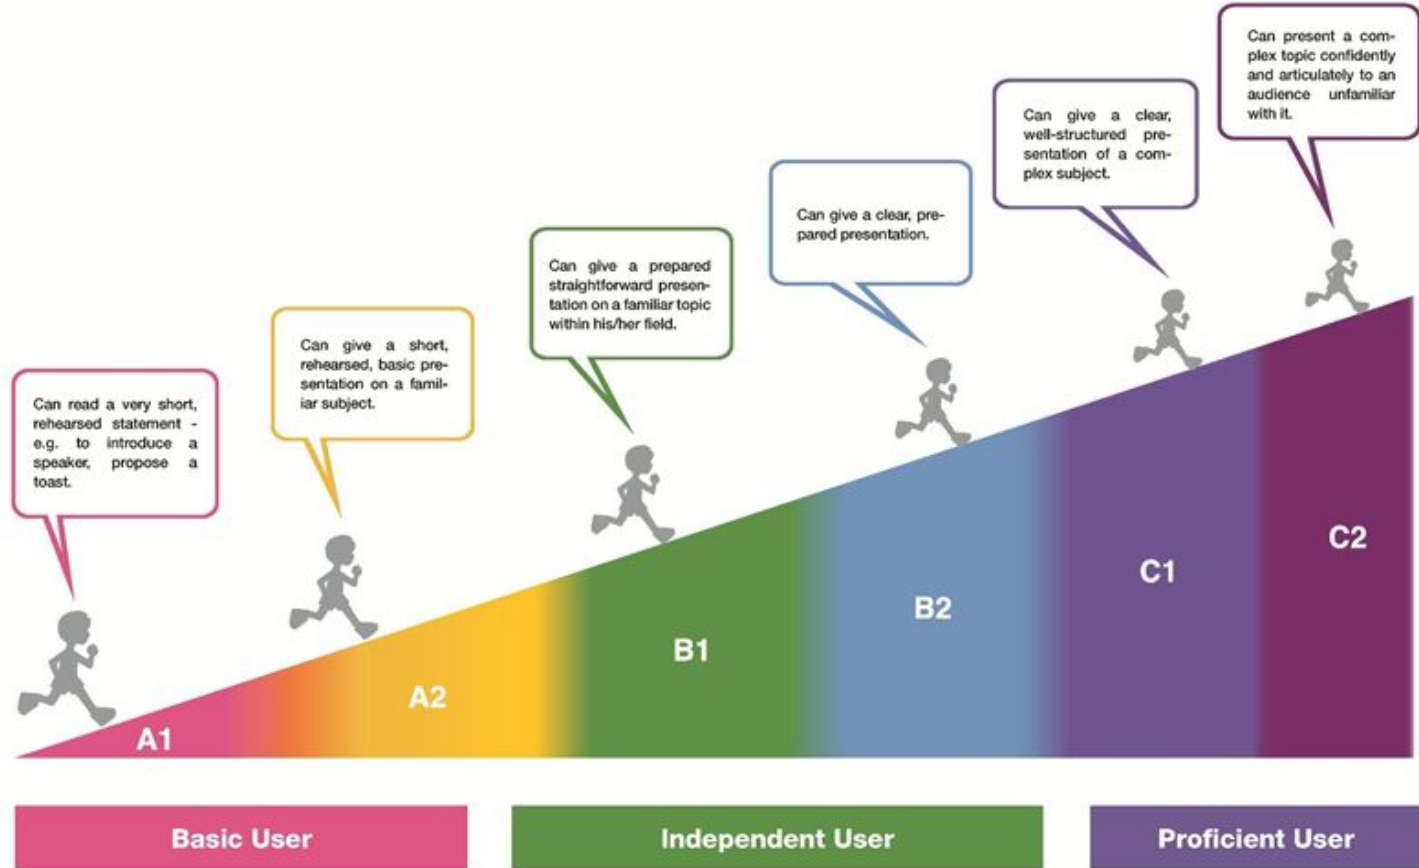 Can read a very short,
rehearsed statement -
e.g. to introduce a
speaker, propose a
toast.
Can give a short,
rehearsed, basic pre-
sentation on a famil-
iar subject.
Can give a prepared
straightforward presen-
tation on a familiar topic
within his/her field.
Can give a clear, pre-
pared presentation.
Can give a clear,
well-structured pre-
sentation of a com-
plex subject.
Can present a com-
plex topic confidently
and articulately to an
audience unfamiliar
with it.
A1
A2
B1
B2
C1
C2
Basic User
Independent User
Proficient User